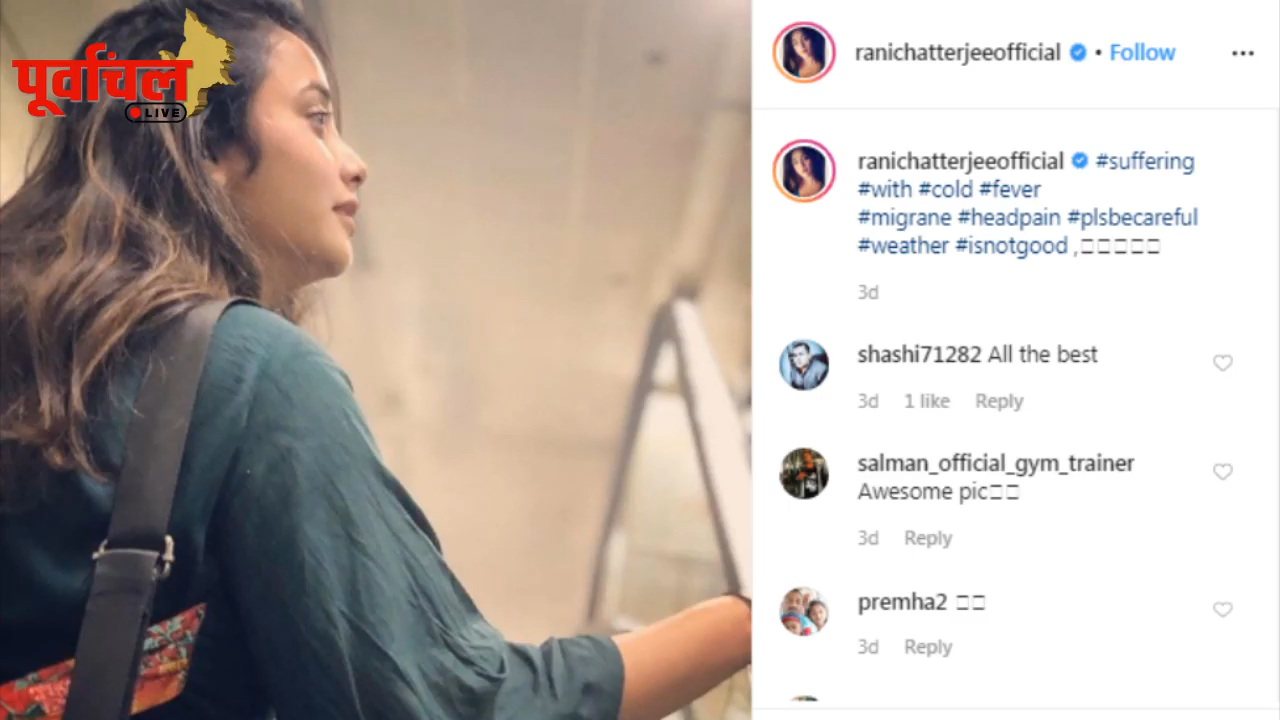 पूर्वांचल
LIVE
ranichatterjeeofficial • Follow
ranichatterjeeofficial #suffering
#with #cold #fever
#migrane #headpain #plsbecareful
#weather #isnotgood ,□□□□□
3d
shashi71282 All the best
3d 1 like Reply
salman_official_gym_trainer
Awesome pic□□
3d Reply
premha2 □□
3d Reply